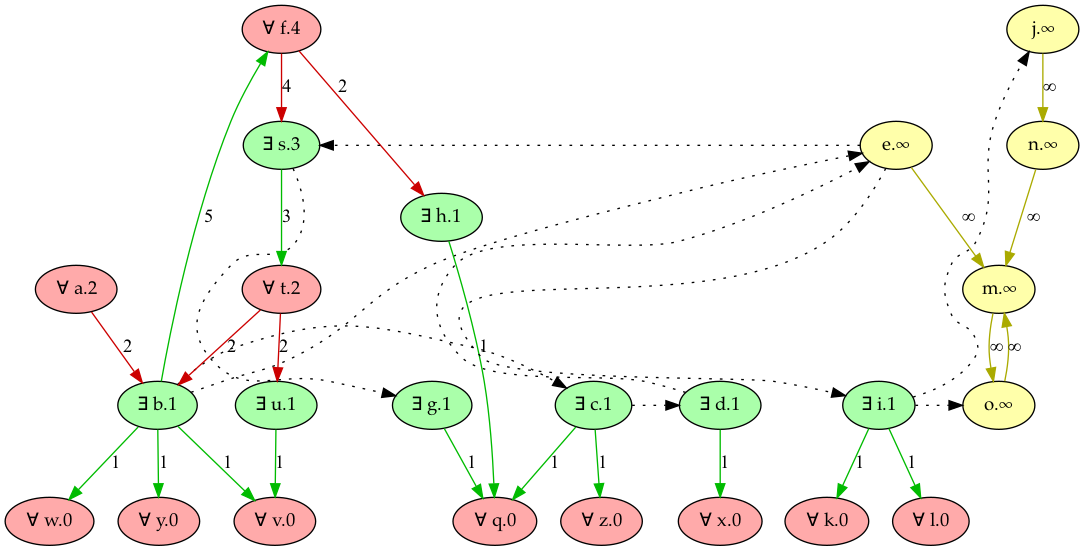 ∀ f.4
j.∞
4
2
∞
∃ s.3
e.∞
n.∞
5
3
∃ h.1
∞
∞
∀ a.2
∀ t.2
m.∞
2
2
2
1
∞
∞
∃ b.1
∃ u.1
∃ g.1
∃ c.1
∃ d.1
∃ i.1
o.∞
1
1
1
1
1
1
1
1
1
1
∀ w.0
∀ y.0
∀ v.0
∀ q.0
∀ z.0
∀ x.0
∀ k.0
∀ l.0